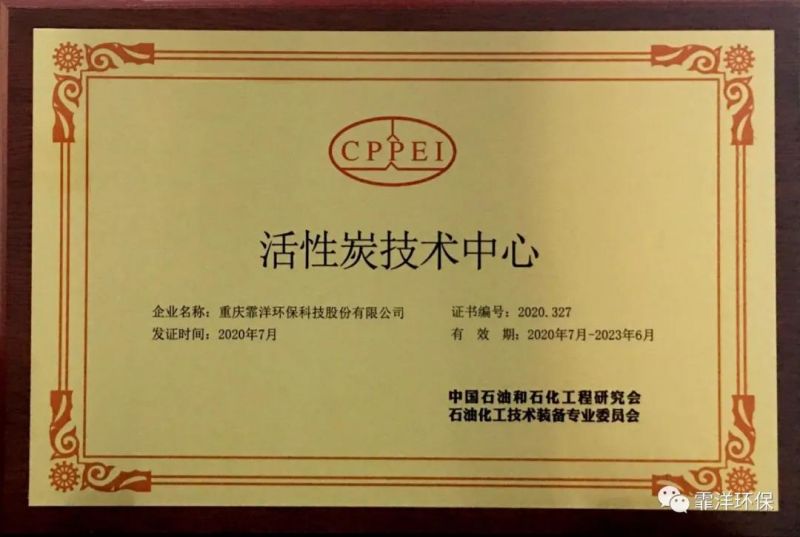 CPPEI
活性炭技术中心
企业名称：重庆霏洋环保科技股份有限公司
证书编号：2020.327
发证时间：2020年7月
有 效 期：2020年7月-2023年6月
中国石油和石化工程研究会
石油化工技术装备专业委员会
霏洋环保